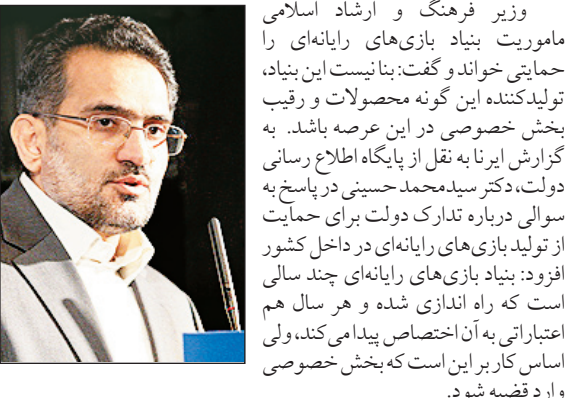 وزیر فرهنگ و ارشاد اسلامی
ماموریت بنیاد بازی‌های رایانه‌ای را
حمایتی خواند و گفت: بنا نیست این بنیاد،
تولیدکننده این گونه محصولات و رقیب
بخش خصوصی در این عرصه باشد. به
گزارش ایرنا به نقل از پایگاه اطلاع رسانی
دولت، دکتر سیدمحمد حسینی در پاسخ به
سوالی درباره تدارک دولت برای حمایت
از تولید بازی‌های رایانه‌ای در داخل کشور
افزود: بنیاد بازی‌های رایانه‌ای چند سالی
است که راه اندازی شده و هر سال هم
اعتباراتی به آن اختصاص پیدا می‌کند، ولی
اساس کار بر این است که بخش خصوصی
وارد قضیه شود.